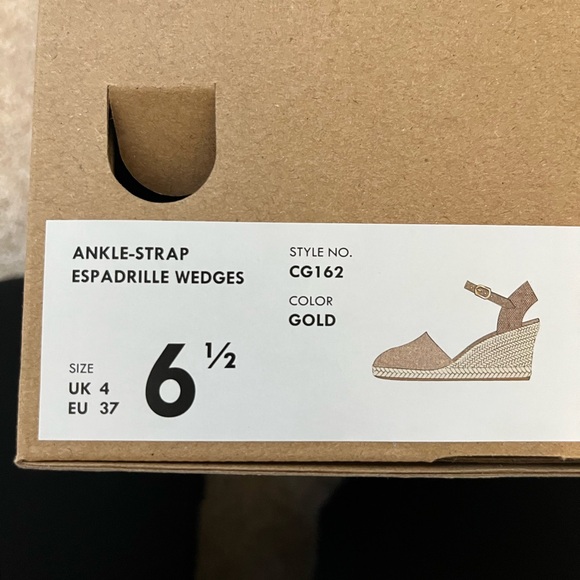 ANKLE-STRAP
ESPADRILLE WEDGES
STYLE NO.
CG162
COLOR
GOLD
SIZE
UK 4
EU 37
6 ½